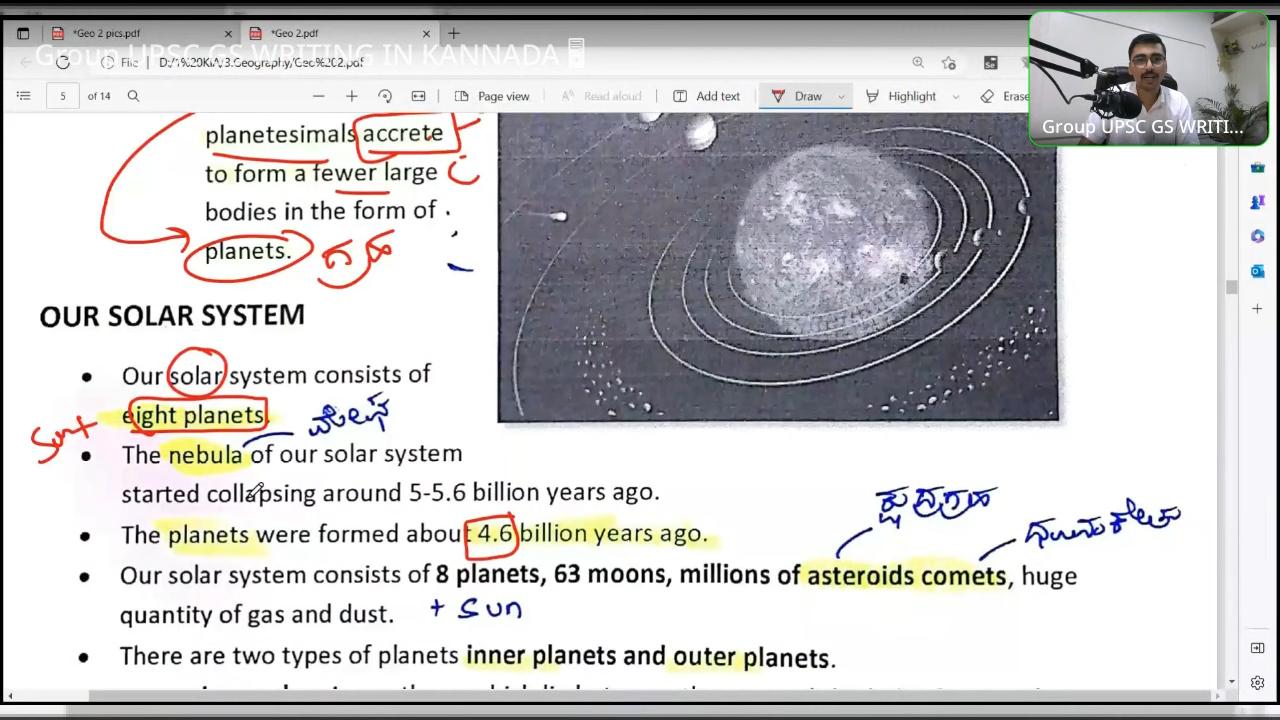 *Geo 2 pics.pdf
*Geo 2.pdf
Group UPSC GS WRITING IN KANNADA
File
5 of 14
Page view
Read aloud
Add text
Draw
Highlight
Erase
Group UPSC GS WRITI...
planetesimals accrete
to form a fewer large
bodies in the form of
planets. ಗ್ರಹ
OUR SOLAR SYSTEM
Our solar system consists of
eight planets.
Sun+
The nebula of our solar system
started collapsing around 5-5.6 billion years ago.
ಕ್ಷುದ್ರಗ್ರಹ
ಧೂಮಕೇತು
The planets were formed about 4.6 billion years ago.
Our solar system consists of 8 planets, 63 moons, millions of asteroids comets, huge
quantity of gas and dust. + SUn
There are two types of planets inner planets and outer planets.